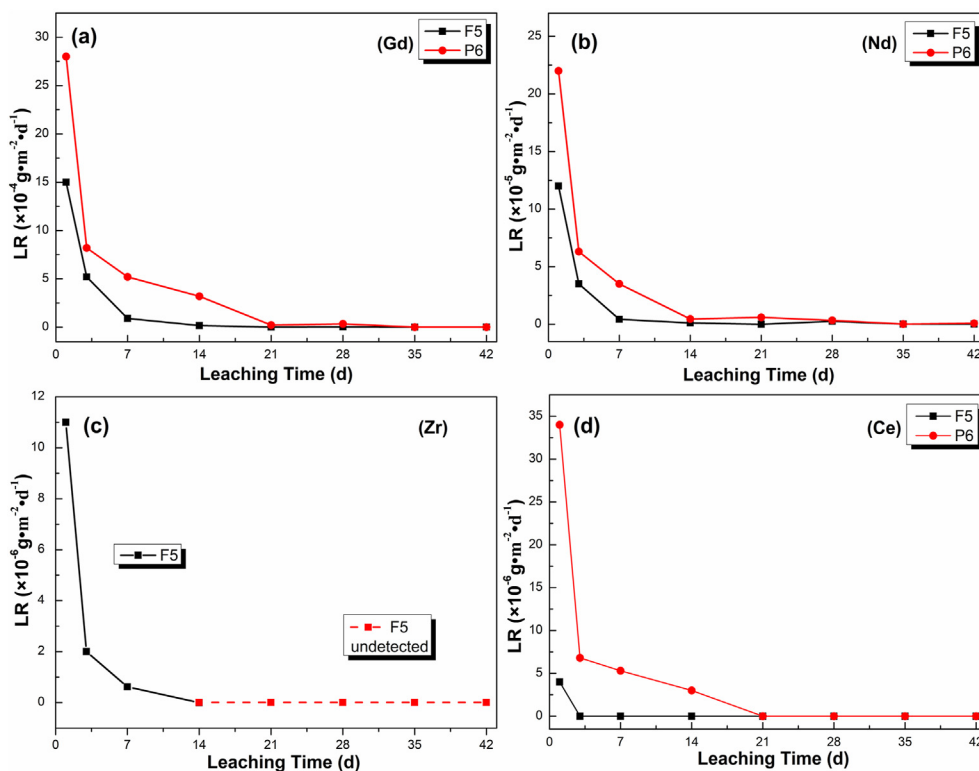 (a)
(Gd)
F5
P6
LR (×10⁻⁴g•m⁻²•d⁻¹)
30
25
20
15
10
5
0
0 7 14 21 28 35 42
Leaching Time (d)
(b)
(Nd)
F5
P6
LR (×10⁻⁵g•m⁻²•d⁻¹)
25
20
15
10
5
0
0 7 14 21 28 35 42
Leaching Time (d)
(c)
(Zr)
F5
F5
undetected
LR (×10⁻⁶g•m⁻²•d⁻¹)
12
10
8
6
4
2
0
0 7 14 21 28 35 42
Leaching Time (d)
(d)
(Ce)
F5
P6
LR (×10⁻⁶g•m⁻²•d⁻¹)
35
30
25
20
15
10
5
0
0 7 14 21 28 35 42
Leaching Time (d)